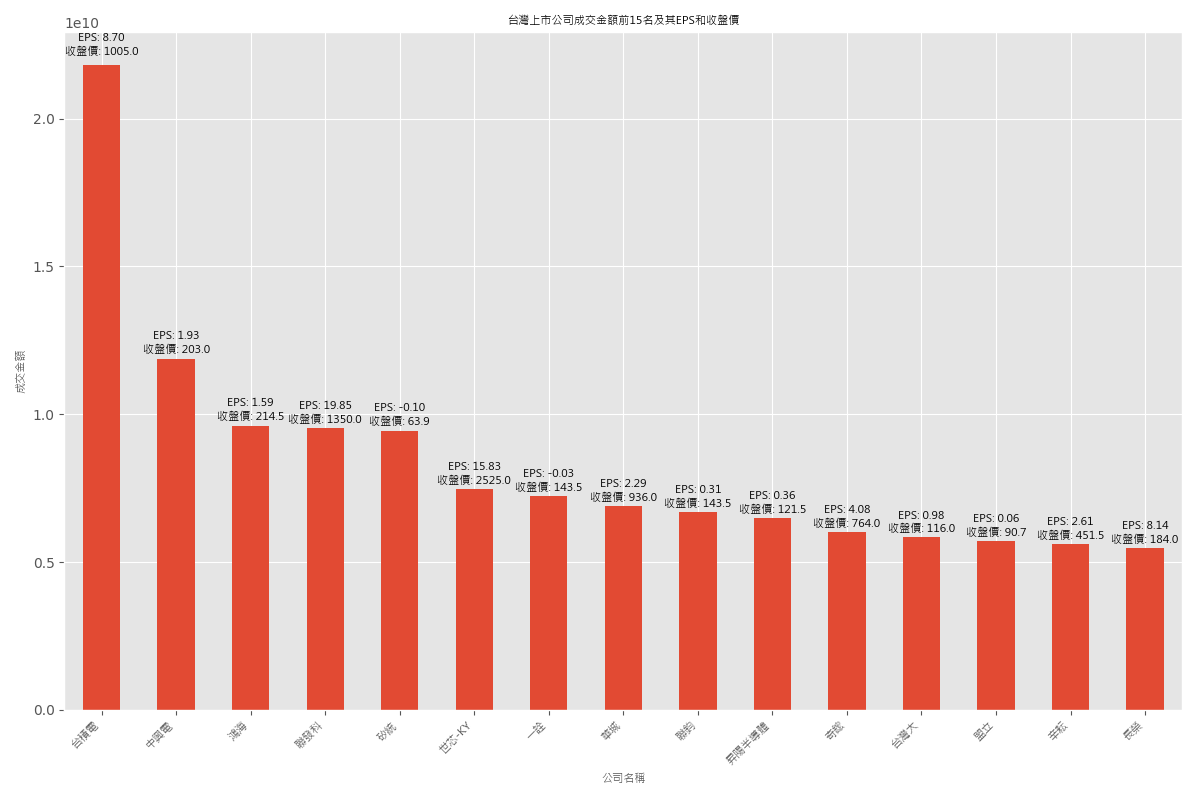 台灣上市公司成交金額前15名及其EPS和收盤價
1e10
EPS: 8.70
收盤價: 1005.0
2.0
1.5
EPS: 1.93
收盤價: 203.0
成交金額
EPS: 1.59
收盤價: 214.5
EPS: 19.85
收盤價: 1350.0
EPS: -0.10
收盤價: 63.9
1.0
EPS: 15.83
收盤價: 2525.0
EPS: -0.03
收盤價: 143.5
EPS: 2.29
收盤價: 936.0
EPS: 0.31
收盤價: 143.5
EPS: 0.36
收盤價: 121.5
EPS: 4.08
收盤價: 764.0
EPS: 0.98
收盤價: 116.0
EPS: 0.06
收盤價: 90.7
EPS: 2.61
收盤價: 451.5
EPS: 8.14
收盤價: 184.0
0.5
0.0
台積電
中興電
鴻海
聯發科
矽統
世芯-KY
一詮
華城
聯鈞
昇陽半導體
奇鋐
台灣大
盟立
辛耘
長榮
公司名稱